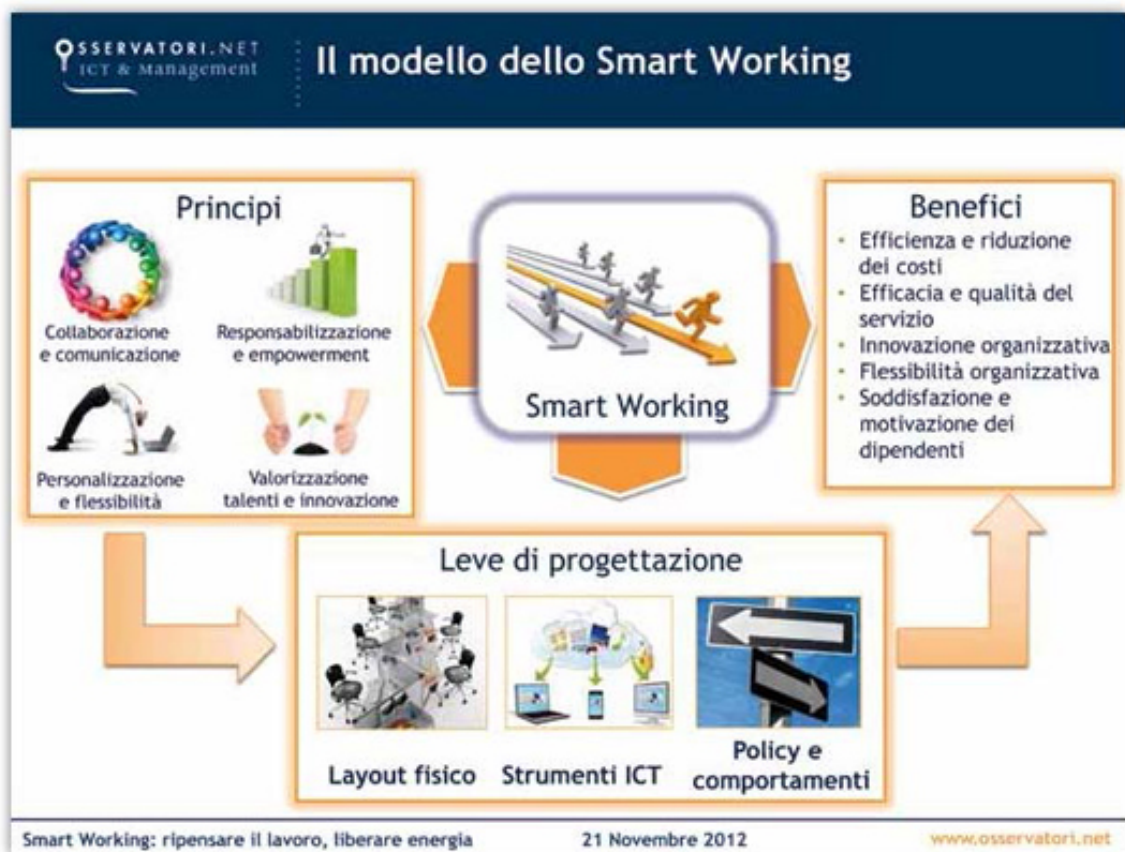 OSSERVATORI.NET
ICT & Management
Il modello dello Smart Working
Principi
Collaborazione
e comunicazione
Responsabilizzazione
e empowerment
Personalizzazione
e flessibilità
Valorizzazione
talenti e innovazione
Smart Working
Benefici
• Efficienza e riduzione
dei costi
• Efficacia e qualità del
servizio
• Innovazione organizzativa
• Flessibilità organizzativa
• Soddisfazione e
motivazione dei
dipendenti
Leve di progettazione
Layout fisico
Strumenti ICT
Policy e
comportamenti
Smart Working: ripensare il lavoro, liberare energia
21 Novembre 2012
www.osservatori.net